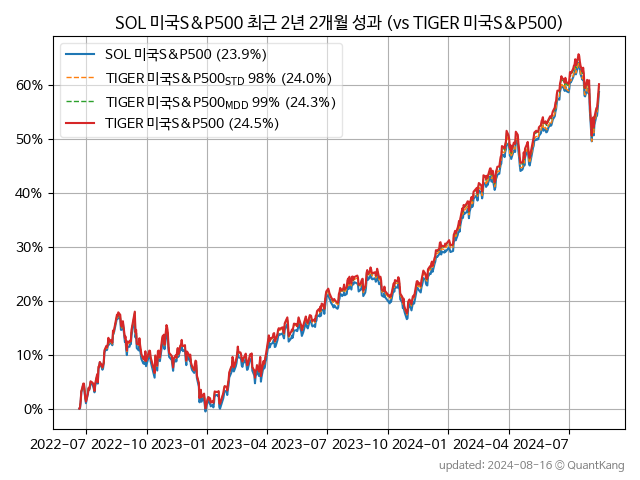 SOL 미국S&P500 최근 2년 2개월 성과 (vs TIGER 미국S&P500)
SOL 미국S&P500 (23.9%)
TIGER 미국S&P500STD 98% (24.0%)
TIGER 미국S&P500MDD 99% (24.3%)
TIGER 미국S&P500 (24.5%)
60%
50%
40%
30%
20%
10%
0%
2022-07 2022-10 2023-01 2023-04 2023-07 2023-10 2024-01 2024-04 2024-07
updated: 2024-08-16 © QuantKang